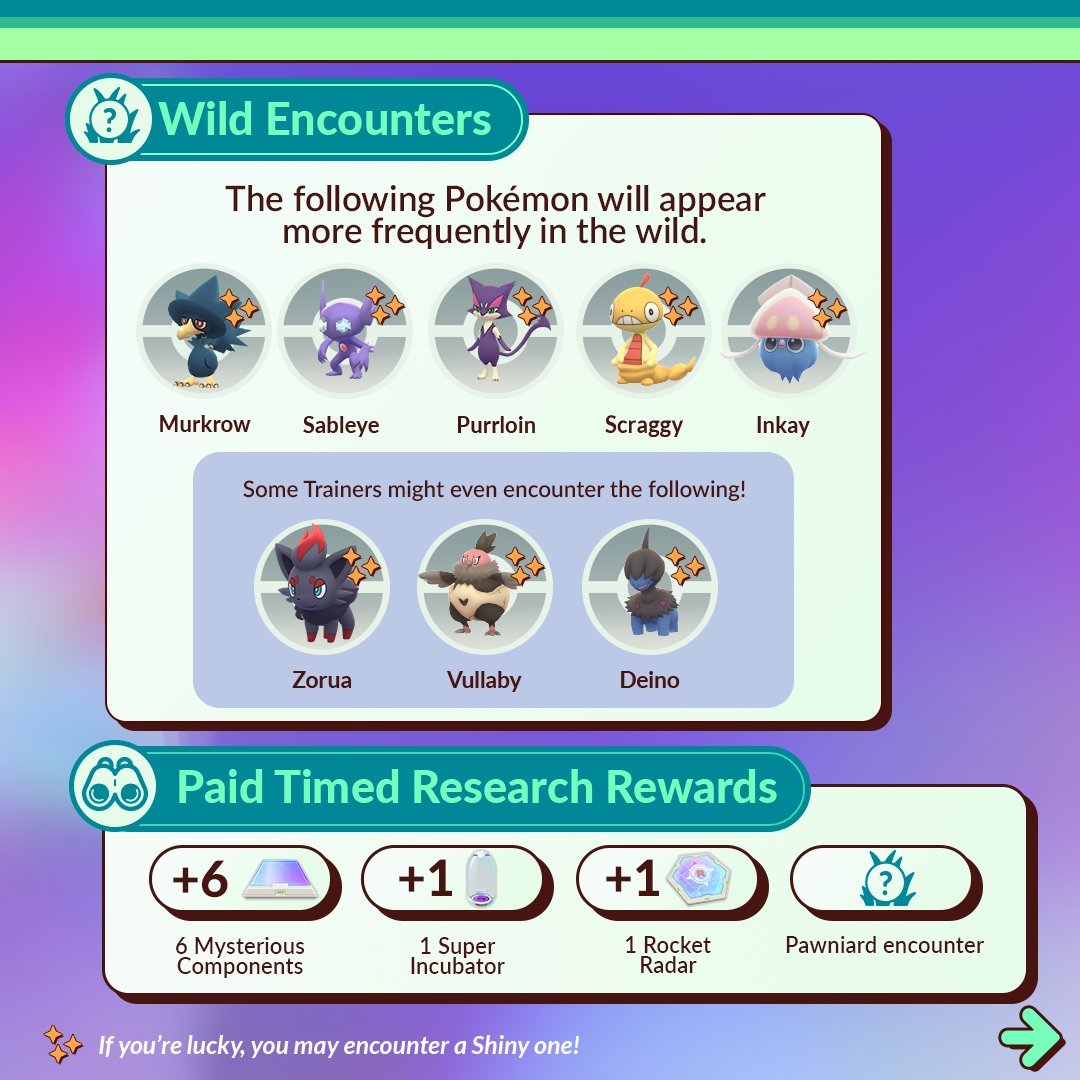 Wild Encounters
The following Pokémon will appear
more frequently in the wild.
Murkrow
Sableye
Purrloin
Scraggy
Inkay
Some Trainers might even encounter the following!
Zorua
Vullaby
Deino
Paid Timed Research Rewards
+6
+1
+1
?
6 Mysterious
Components
1 Super
Incubator
1 Rocket
Radar
Pawniard encounter
If you're lucky, you may encounter a Shiny one!